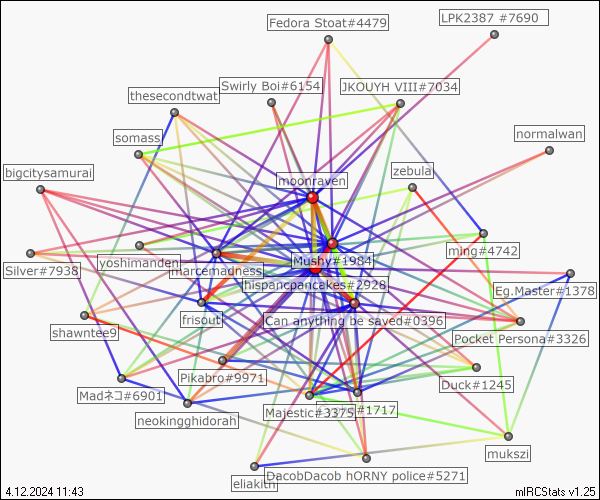 Fedora Stoat#4479
LPK2387 #7690
Swirly Boi#6154
JKOUYH VIII#7034
thesecondtwat
normalwan
somass
bigcitysamurai
moonraven
zebula
ming#4742
yoshimanden
Mushy#1984
Silver#7938
marcemadness
hispancpancakes#2928
Eg.Master#1378
frisout
Can anything be saved#0396
shawntee9
Pocket Persona#3326
Pikabro#9971
Duck#1245
Madネコ#6901
Majestic#3375
#1717
neokingghidorah
mukszi
eliakith
DacobDacob hORNY police#5271
4.12.2024 11:43
mIRCStats v1.25